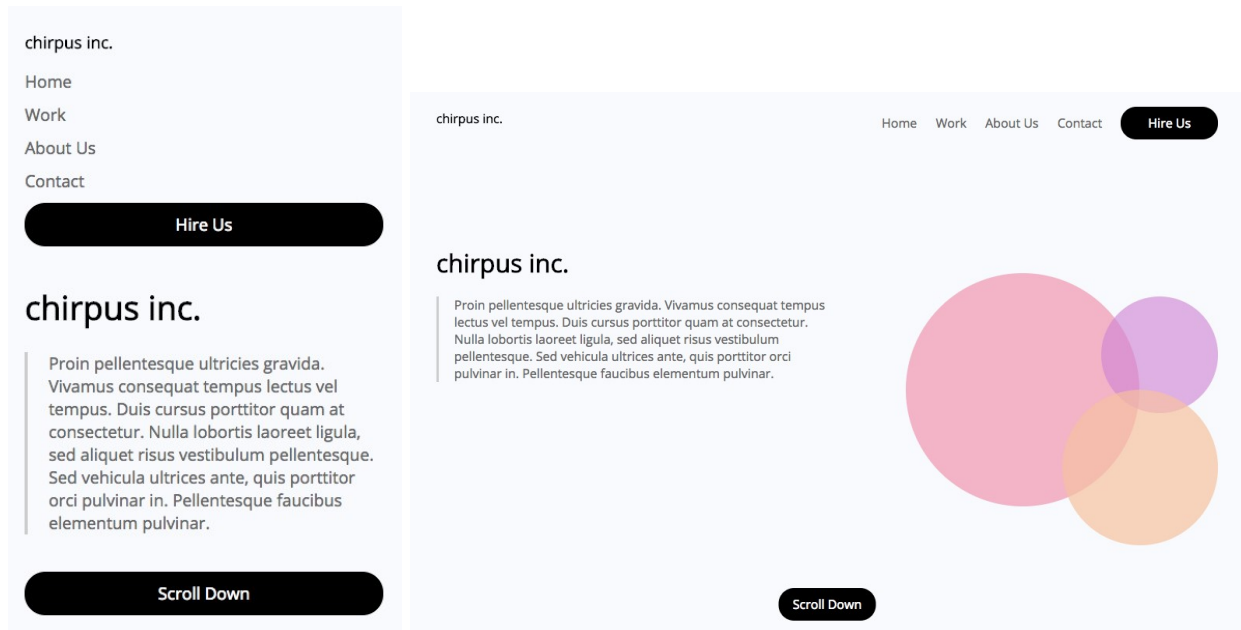 chirpus inc.
Home
Work
About Us
Contact
Hire Us
chirpus inc.
Proin pellentesque ultricies gravida.
Vivamus consequat tempus lectus vel
tempus. Duis cursus porttitor quam at
consectetur. Nulla lobortis laoreet ligula,
sed aliquet risus vestibulum pellentesque.
Sed vehicula ultrices ante, quis porttitor
orci pulvinar in. Pellentesque faucibus
elementum pulvinar.
Scroll Down
chirpus inc.
Home Work About Us Contact Hire Us
chirpus inc.
Proin pellentesque ultricies gravida. Vivamus consequat tempus
lectus vel tempus. Duis cursus porttitor quam at consectetur.
Nulla lobortis laoreet ligula, sed aliquet risus vestibulum
pellentesque. Sed vehicula ultrices ante, quis porttitor orci
pulvinar in. Pellentesque faucibus elementum pulvinar.
Scroll Down